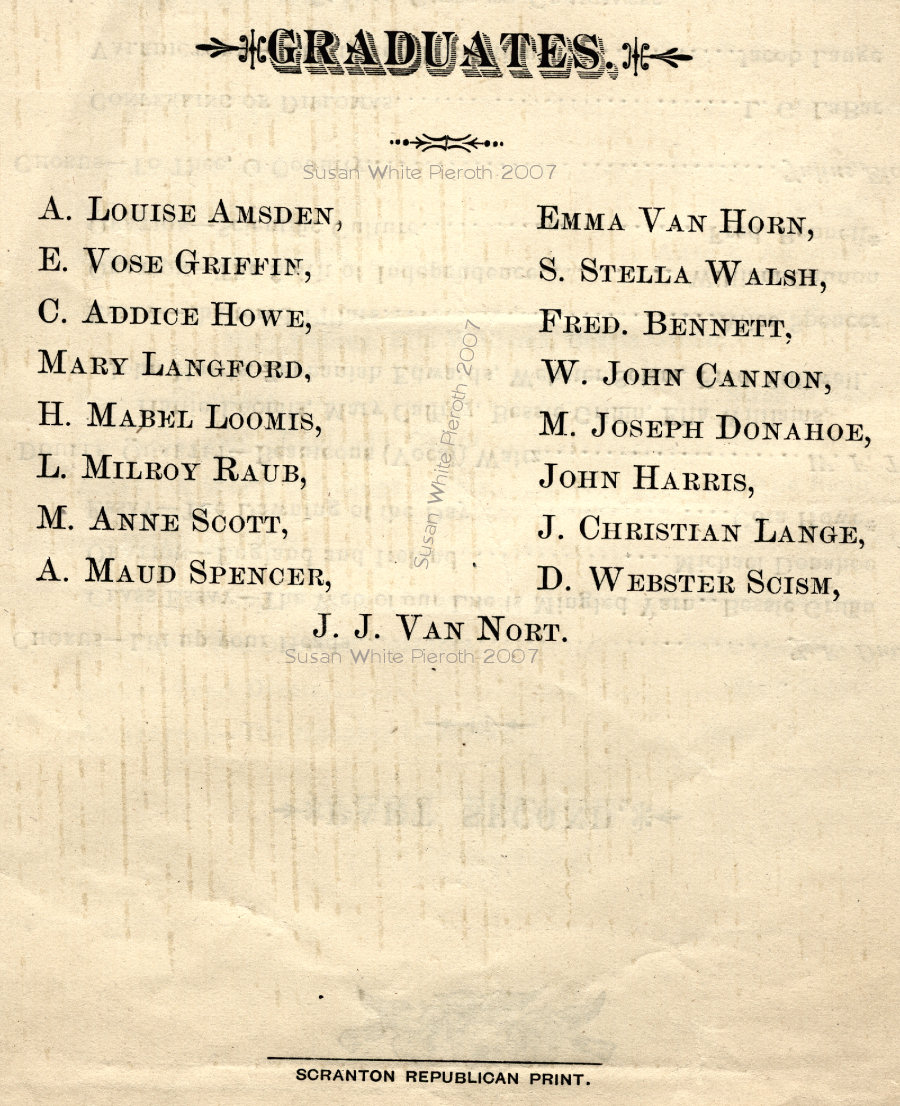 GRADUATES.
Susan White Pieroth 2007
A. LOUISE AMSDEN,
E. VOSE GRIFFIN,
C. ADDICE HOWE,
MARY LANGFORD,
H. MABEL LOOMIS,
L. MILROY RAUB,
M. ANNE SCOTT,
A. MAUD SPENCER,
EMMA VAN HORN,
S. STELLA WALSH,
FRED. BENNETT,
W. JOHN CANNON,
M. JOSEPH DONAHOE,
JOHN HARRIS,
J. CHRISTIAN LANGE,
D. WEBSTER SCISM,
Susan White Pieroth 2007
J. J. VAN NORT.
Susan White Pieroth 2007
SCRANTON REPUBLICAN PRINT.